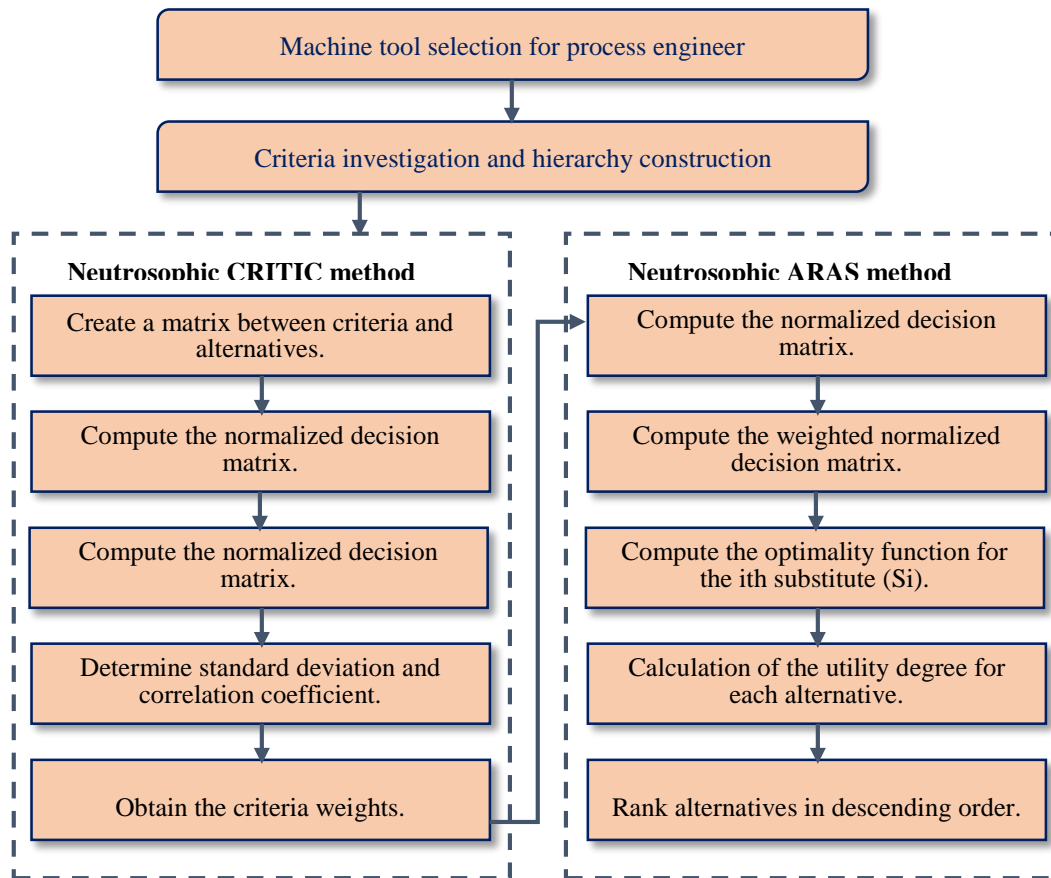 Machine tool selection for process engineer
Criteria investigation and hierarchy construction
Neutrosophic CRITIC method
Create a matrix between criteria and
alternatives.
Compute the normalized decision
matrix.
Compute the normalized decision
matrix.
Determine standard deviation and
correlation coefficient.
Obtain the criteria weights.
Neutrosophic ARAS method
Compute the normalized decision
matrix.
Compute the weighted normalized
decision matrix.
Compute the optimality function for
the ith substitute (Si).
Calculation of the utility degree for
each alternative.
Rank alternatives in descending order.